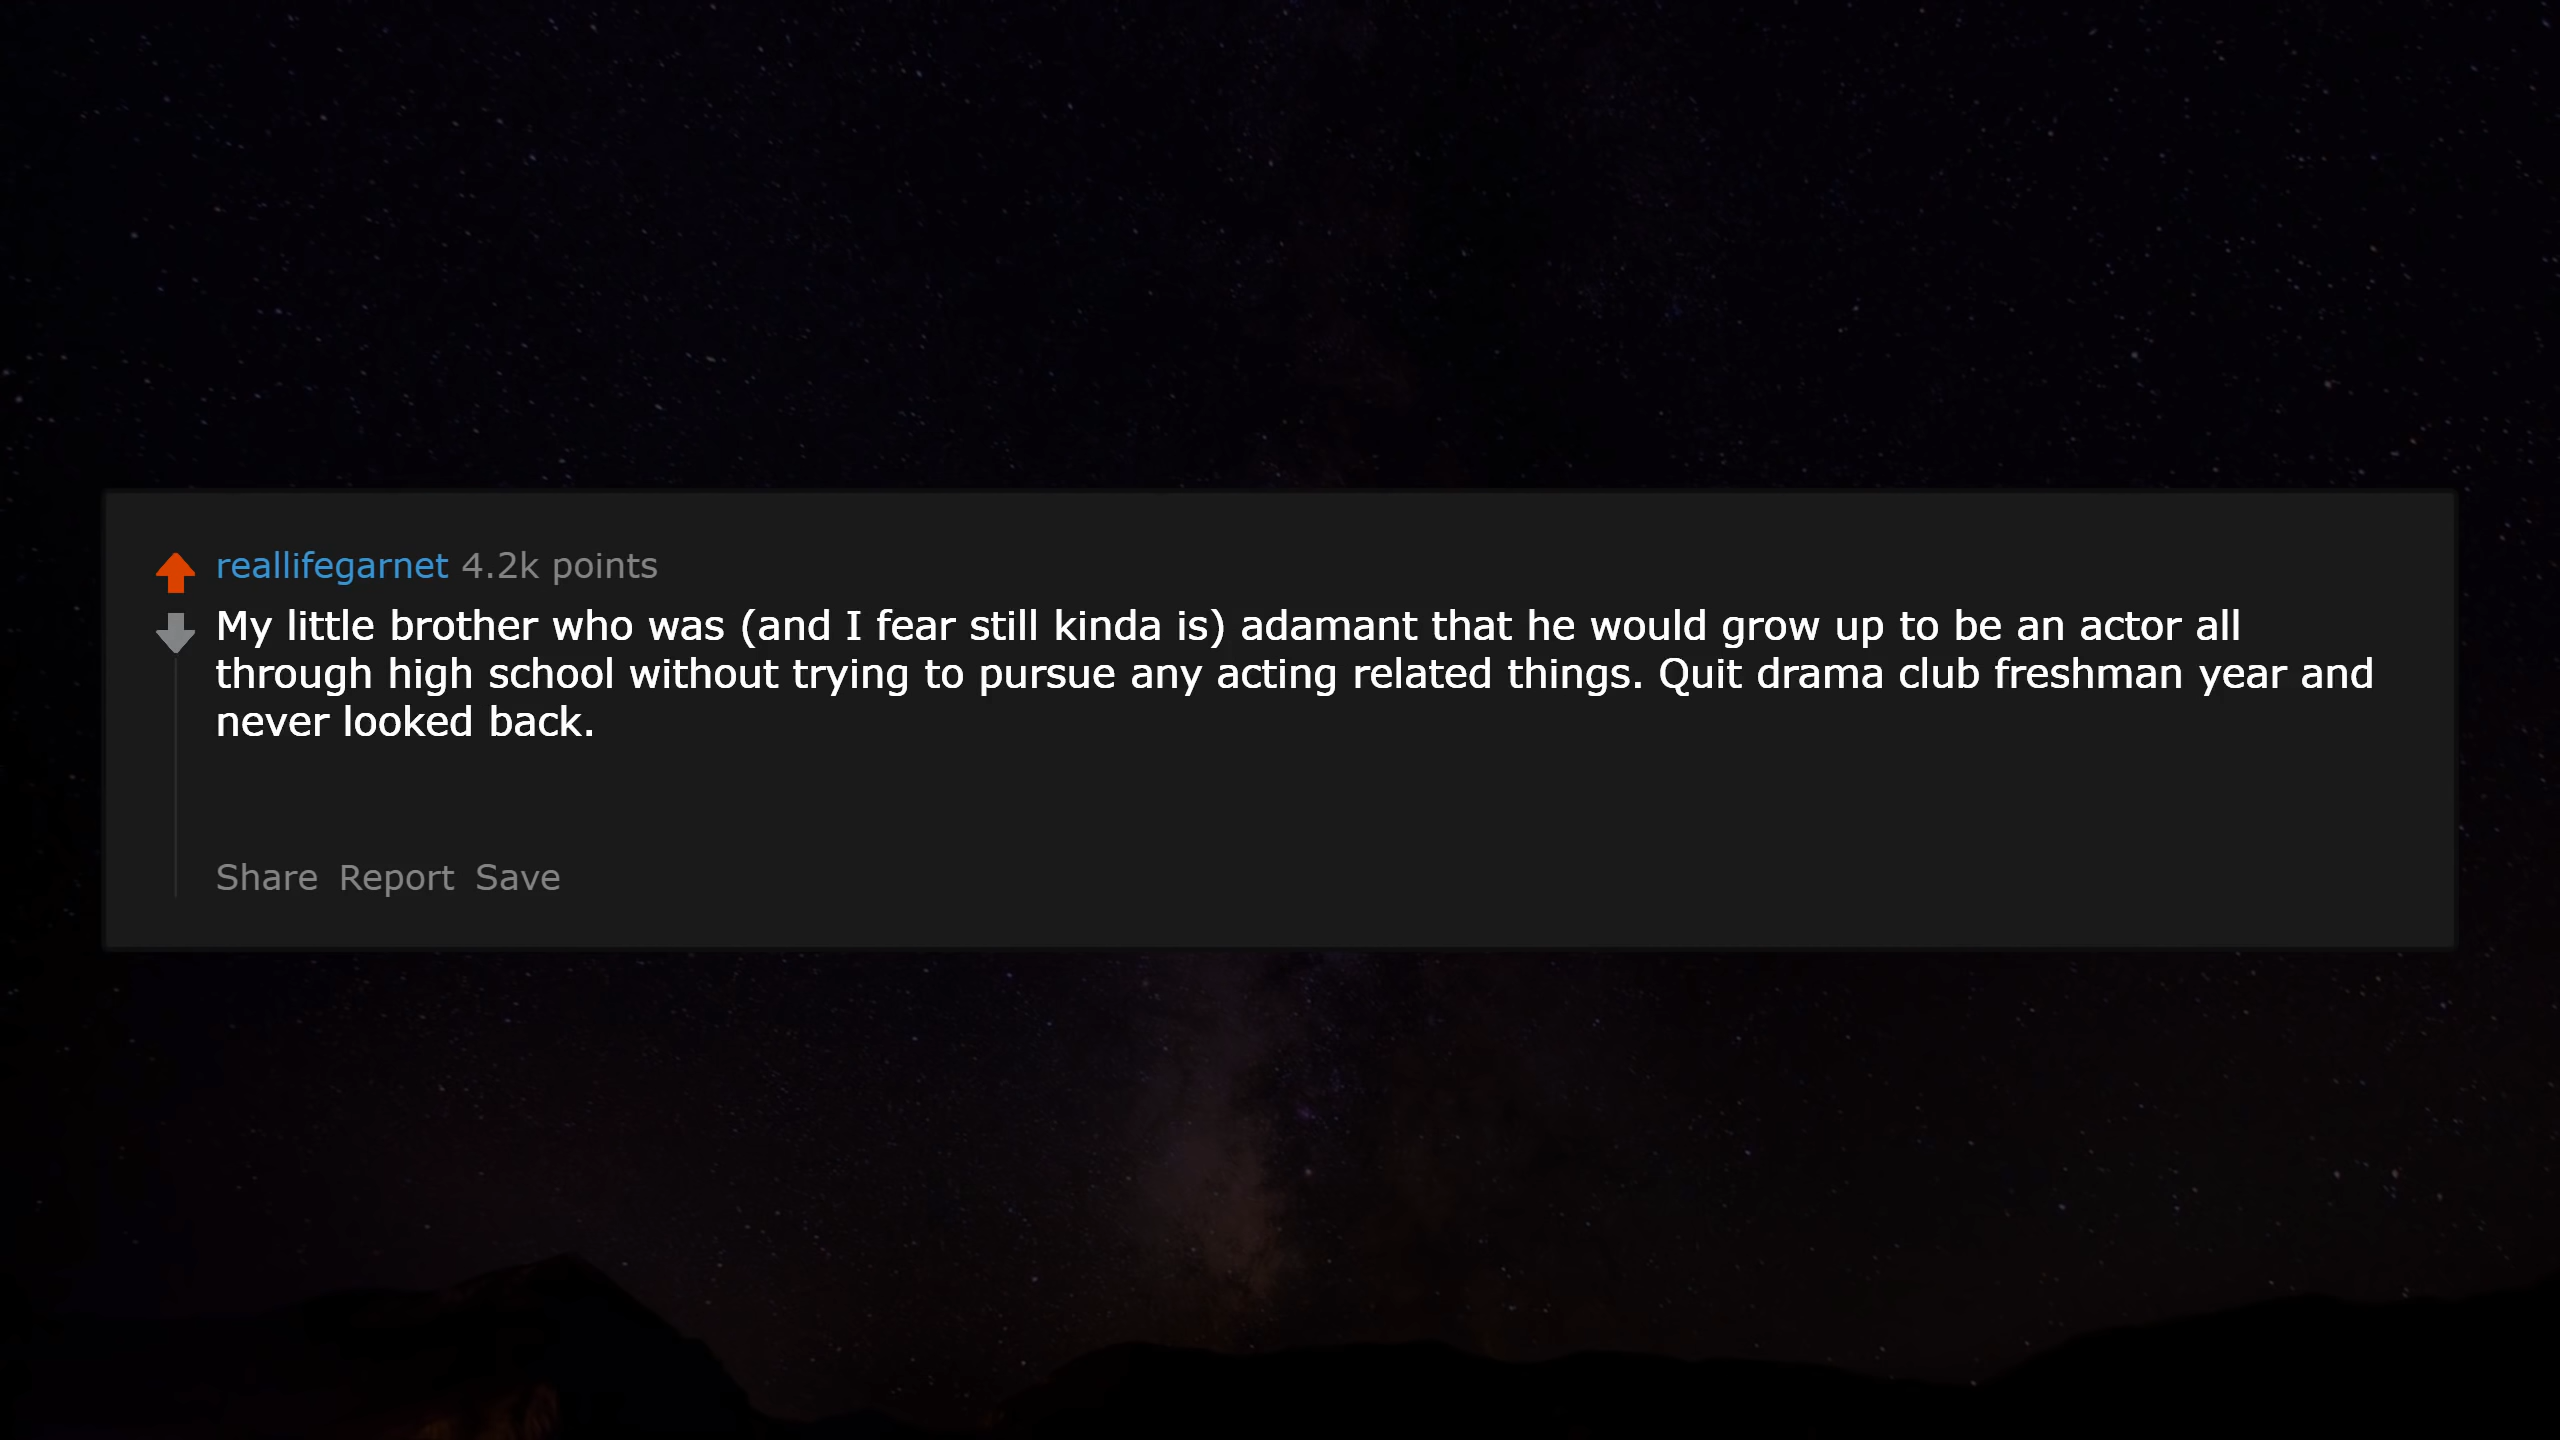 reallifegarnet 4.2k points
My little brother who was (and I fear still kinda is) adamant that he would grow up to be an actor all
through high school without trying to pursue any acting related things. Quit drama club freshman year and
never looked back.
Share Report Save